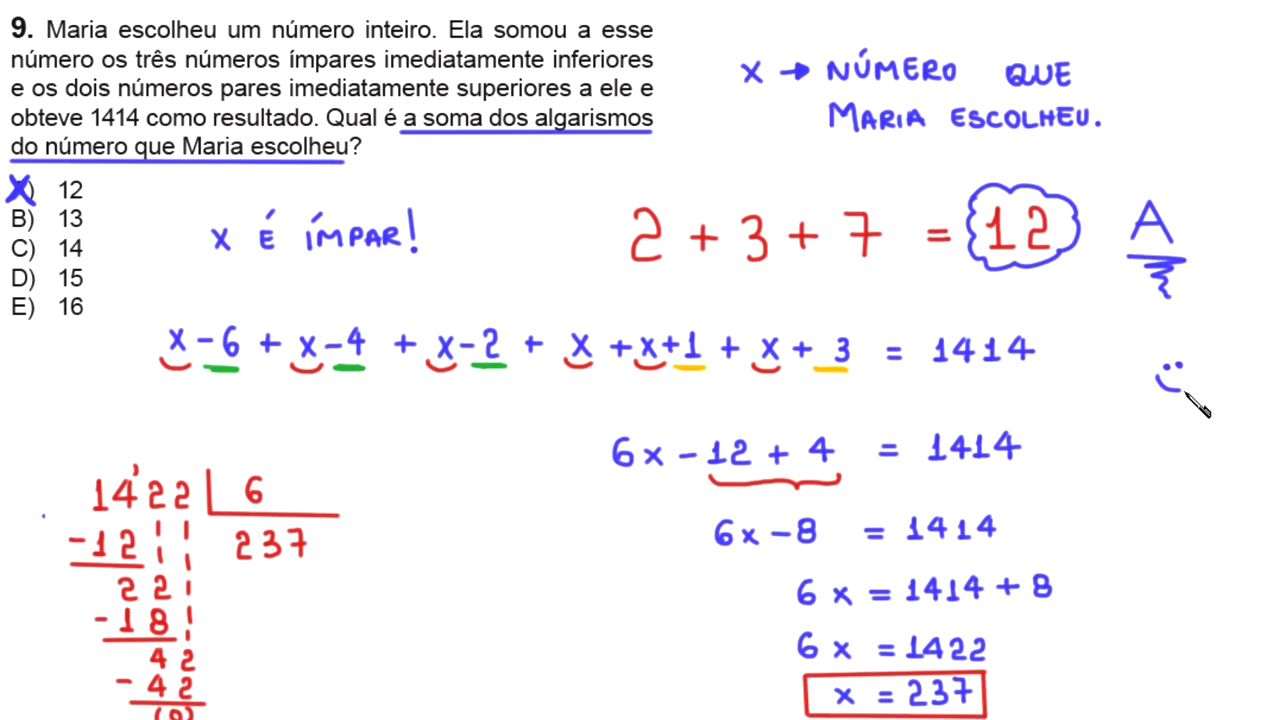 9. Maria escolheu um número inteiro. Ela somou a esse
número os três números ímpares imediatamente inferiores
e os dois números pares imediatamente superiores a ele e
obteve 1414 como resultado. Qual é a soma dos algarismos
do número que Maria escolheu?
) 12
B) 13
C) 14
D) 15
E) 16
x → NÚMERO QUE
MARIA ESCOLHEU.
x É ÍMPAR!
2 + 3 + 7 = 12
A
x - 6 + x - 4 + x - 2 + x + x + 1 + x + 3 = 1414
6x - 12 + 4 = 1414
6x - 8 = 1414
6x = 1414 + 8
6x = 1422
x = 237
1422 6
-12 237
22
-18
42
-42
(0)